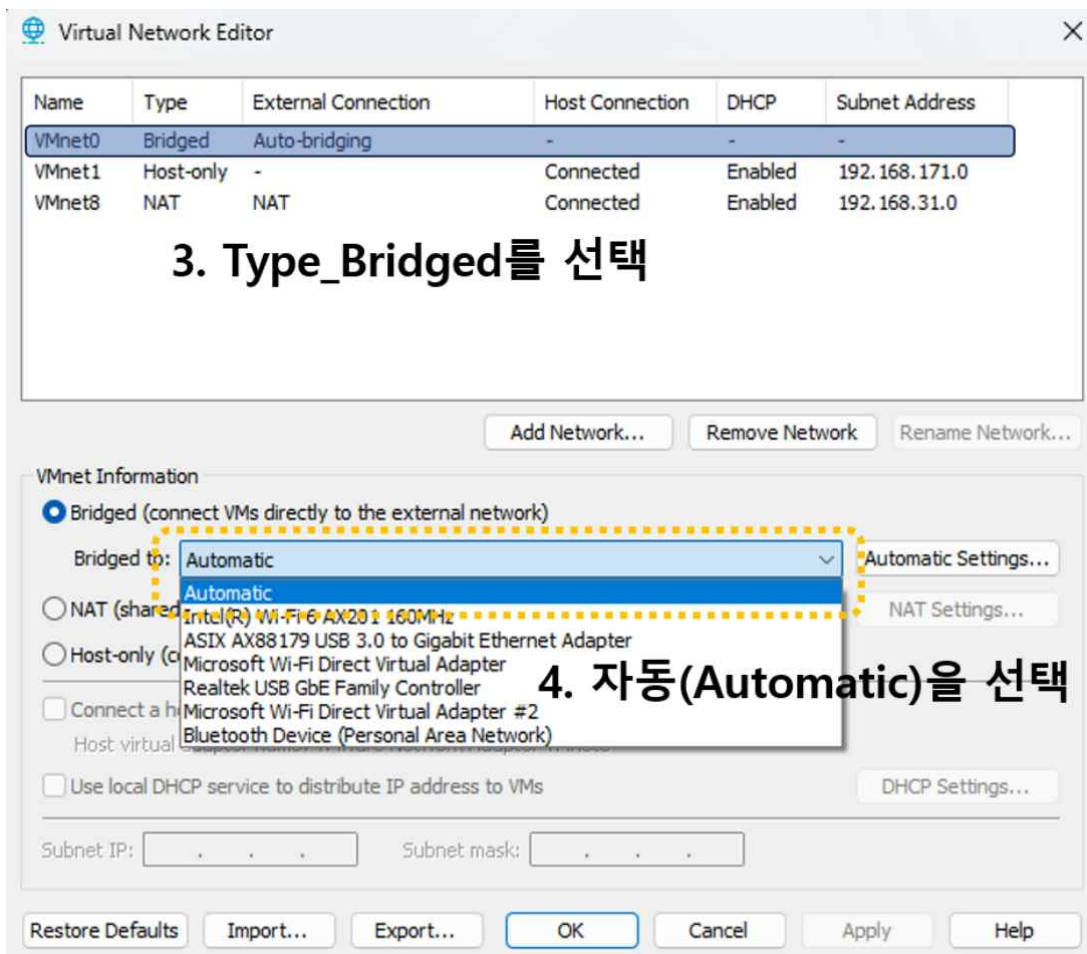 Virtual Network Editor
Name Type External Connection Host Connection DHCP Subnet Address
VMnet0 Bridged Auto-bridging - - -
VMnet1 Host-only - Connected Enabled 192.168.171.0
VMnet8 NAT NAT Connected Enabled 192.168.31.0
3. Type_Bridged를 선택
Add Network... Remove Network Rename Network...
VMnet Information
Bridged (connect VMs directly to the external network)
Bridged to: Automatic Automatic Settings...
Automatic
NAT (shared Intel(R) Wi-Fi 6 AX201 160MHz NAT Settings...
ASIX AX88179 USB 3.0 to Gigabit Ethernet Adapter
Host-only (c Microsoft Wi-Fi Direct Virtual Adapter
Realtek USB GbE Family Controller
4. 자동(Automatic)을 선택
Connect a h Microsoft Wi-Fi Direct Virtual Adapter #2
Bluetooth Device (Personal Area Network)
Host virtual
Use local DHCP service to distribute IP address to VMs DHCP Settings...
Subnet IP: . . . Subnet mask: . . .
Restore Defaults Import... Export... OK Cancel Apply Help